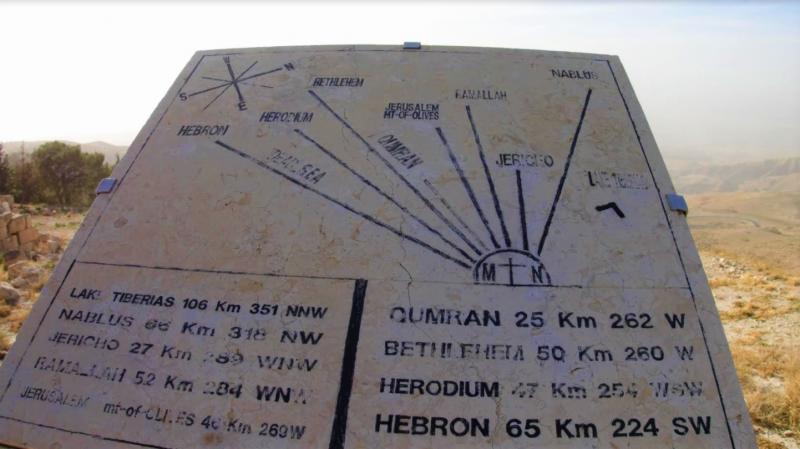 W
N
S
E
BETHLEHEM
NABLUS
HERODIUM
RAMALLAH
JERUSALEM
MT-OF-OLIVES
HEBRON
QUMRAN
DEAD SEA
JERICHO
LAKE TIBERIAS
M N
LAKE TIBERIAS 106 Km 351 NNW
NABLUS 66 Km 318 NW
JERICHO 27 Km 289 WNW
RAMALLAH 52 Km 284 WNW
JERUSALEM mt-of-OLIVES 46 Km 269W
QUMRAN 25 Km 262 W
BETHLEHEM 50 Km 260 W
HERODIUM 47 Km 254 WSW
HEBRON 65 Km 224 SW